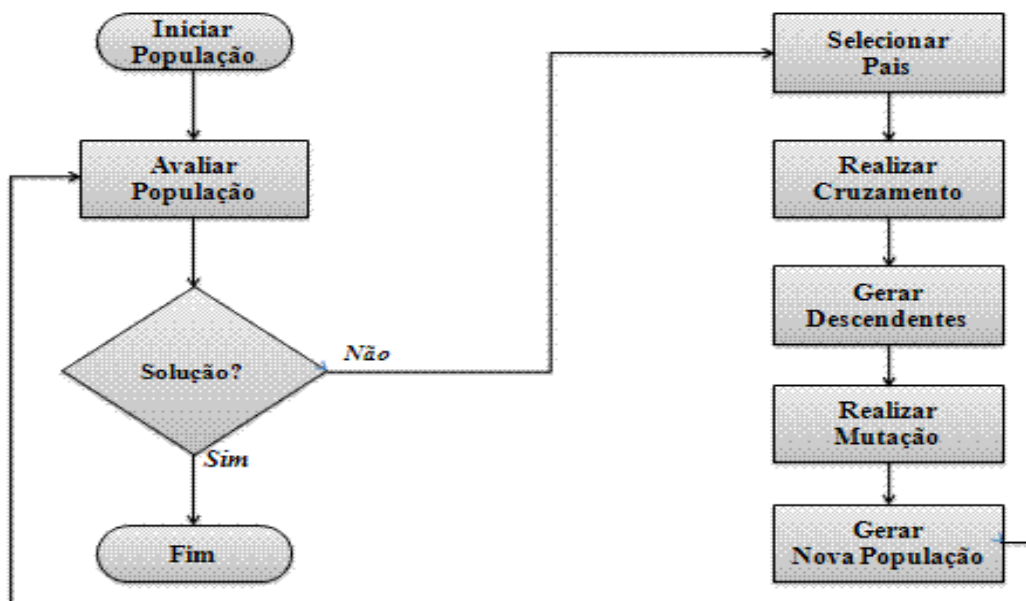 Iniciar
População
Avaliar
População
Solução?
Não
Sim
Fim
Selecionar
Pais
Realizar
Cruzamento
Gerar
Descendentes
Realizar
Mutação
Gerar
Nova População